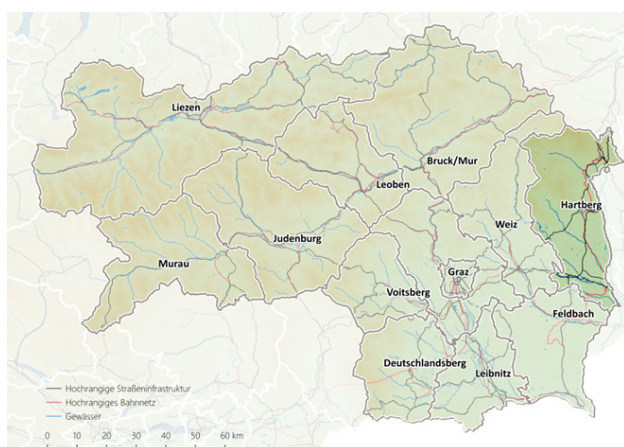 Liezen
Bruck/Mur
Leoben
Hartberg
Weiz
Judenburg
Murau
Graz
Voitsberg
Feldbach
Deutschlandsberg
Leibnitz
Hochrangige Straßeninfrastruktur
Hochrangiges Bahnnetz
Gewässer
0 10 20 30 40 50 60 km